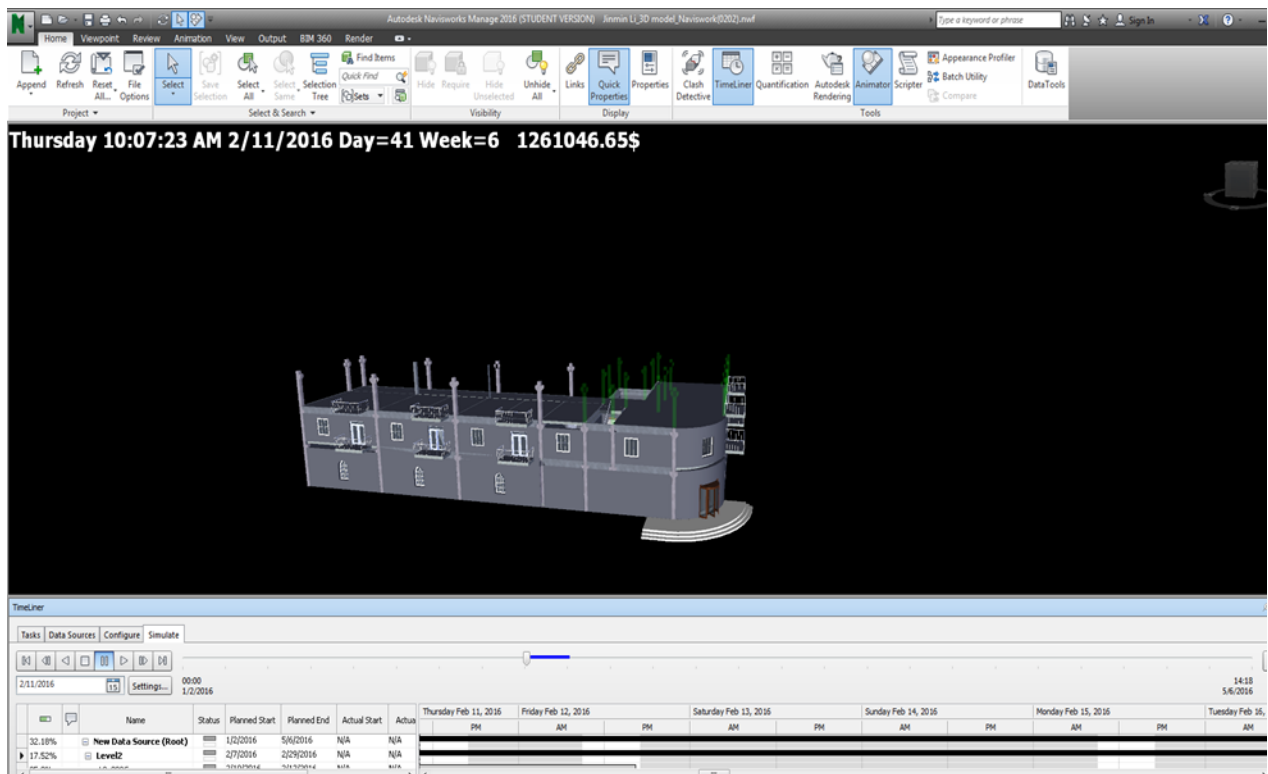 Autodesk Navisworks Manage 2016 (STUDENT VERSION) Jinmin Li_3D model_Naviswork(0202).nwf
Type a keyword or phrase
Sign In
Home Viewpoint Review Animation View Output BIM 360 Render
Append Refresh Reset All... File Options
Project
Select Save Selection Select All Select Same Selection Tree
Find Items
Quick Find
Sets
Select & Search
Hide Require Hide Unselected Unhide All
Visibility
Links Quick Properties Properties
Display
Clash Detective TimeLiner Quantification Autodesk Rendering Animator Scripter
Appearance Profiler
Batch Utility
Compare
DataTools
Tools
Thursday 10:07:23 AM 2/11/2016 Day=41 Week=6 1261046.65$
TimeLiner
Tasks Data Sources Configure Simulate
2/11/2016 15 Settings... 00:00
1/2/2016
14:18
5/6/2016
Name Status Planned Start Planned End Actual Start Actua
Thursday Feb 11, 2016 Friday Feb 12, 2016 Saturday Feb 13, 2016 Sunday Feb 14, 2016 Monday Feb 15, 2016 Tuesday Feb 16,
PM AM PM AM PM AM PM AM PM AM
32.18% New Data Source (Root) 1/2/2016 5/6/2016 N/A N/A
17.52% Level2 2/7/2016 2/29/2016 N/A N/A